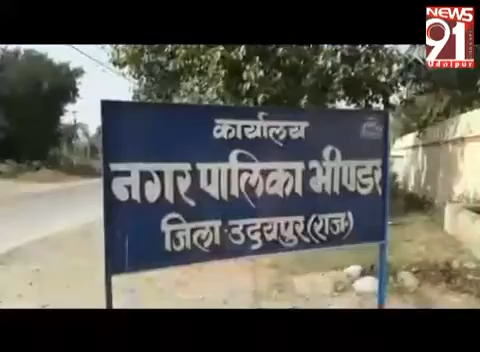 NEWS
91
Udaipur
कार्यालय
नगर पालिका भीण्डर
जिला उदयपुर (राज.)